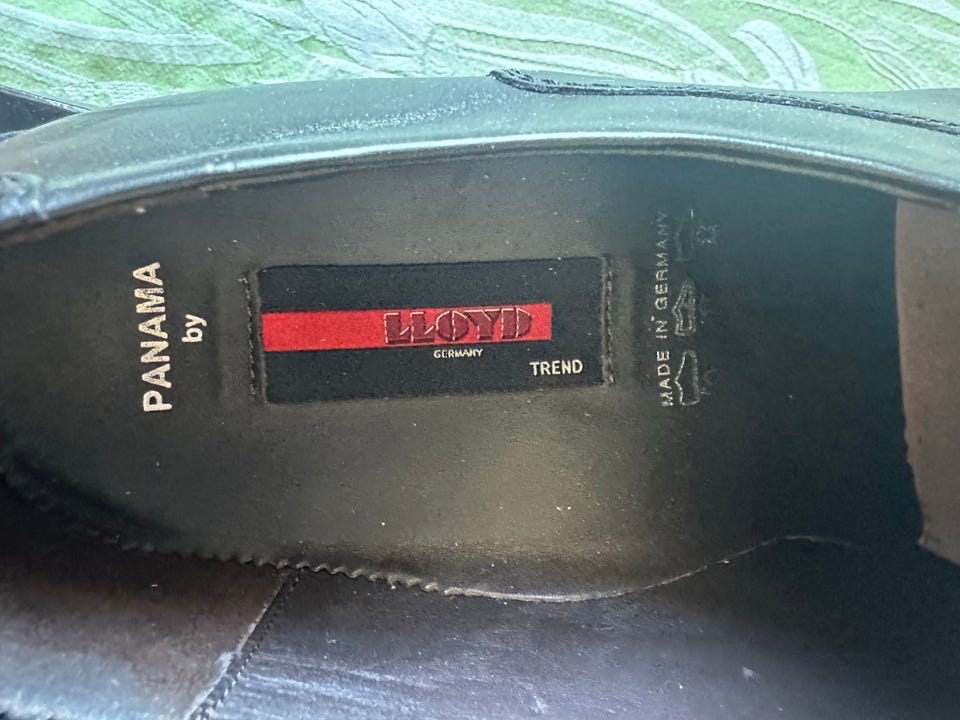 PANAMA
by
LLOYD
GERMANY
TREND
MADE IN GERMANY